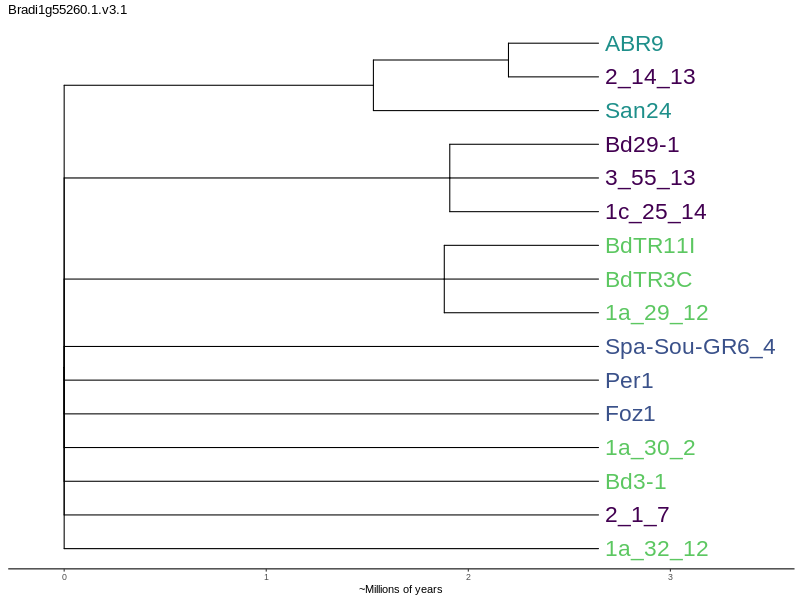 Bradi1g55260.1.v3.1
ABR9
2_14_13
San24
Bd29-1
3_55_13
1c_25_14
BdTR11I
BdTR3C
1a_29_12
Spa-Sou-GR6_4
Per1
Foz1
1a_30_2
Bd3-1
2_1_7
1a_32_12
0 1 2 3
~Millions of years